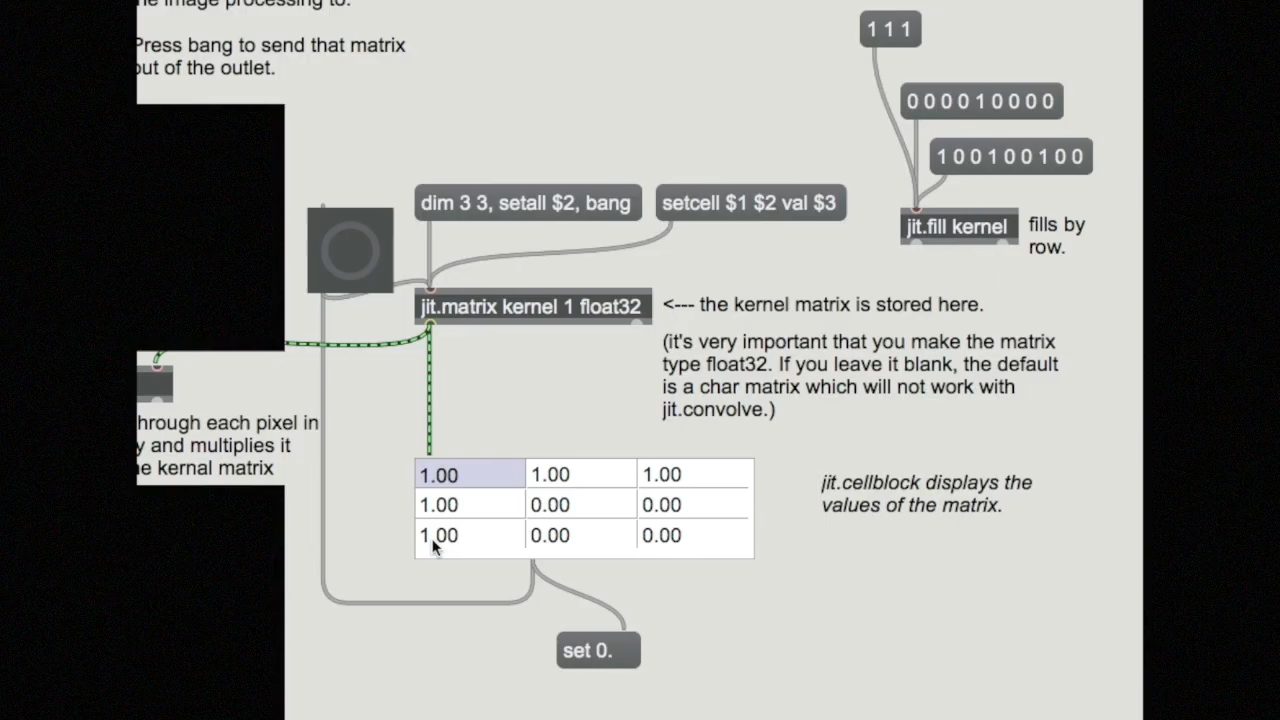 Press bang to send that matrix
out of the outlet.
1 1 1
0 0 0 0 1 0 0 0 0
1 0 0 1 0 0 1 0 0
dim 3 3, setall $2, bang
setcell $1 $2 val $3
jit.fill kernel
fills by
row.
jit.matrix kernel 1 float32
<--- the kernel matrix is stored here.
(it's very important that you make the matrix
type float32. If you leave it blank, the default
is a char matrix which will not work with
jit.convolve.)
hrough each pixel in
y and multiplies it
e kernal matrix
1.00 1.00 1.00
1.00 0.00 0.00
1.00 0.00 0.00
jit.cellblock displays the
values of the matrix.
set 0.